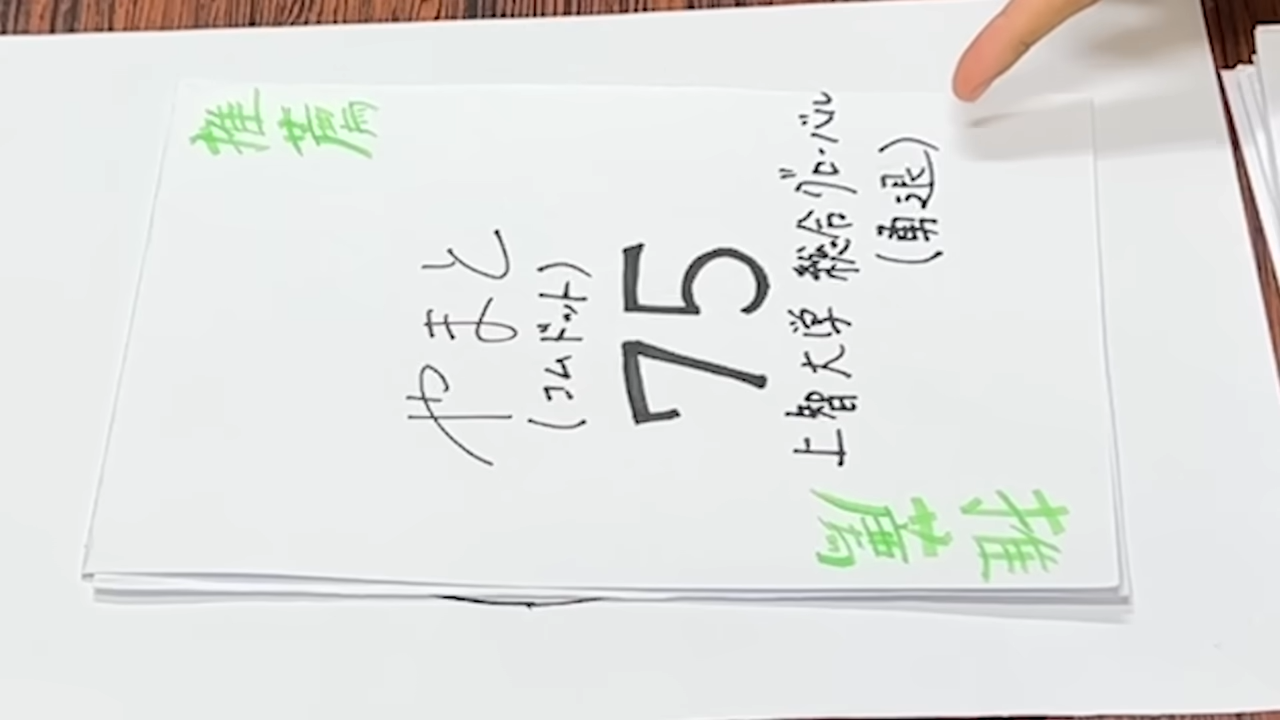 推薦
やまと
(コムドット)
75
上智大学 総合グローバル
(勇退)
推薦